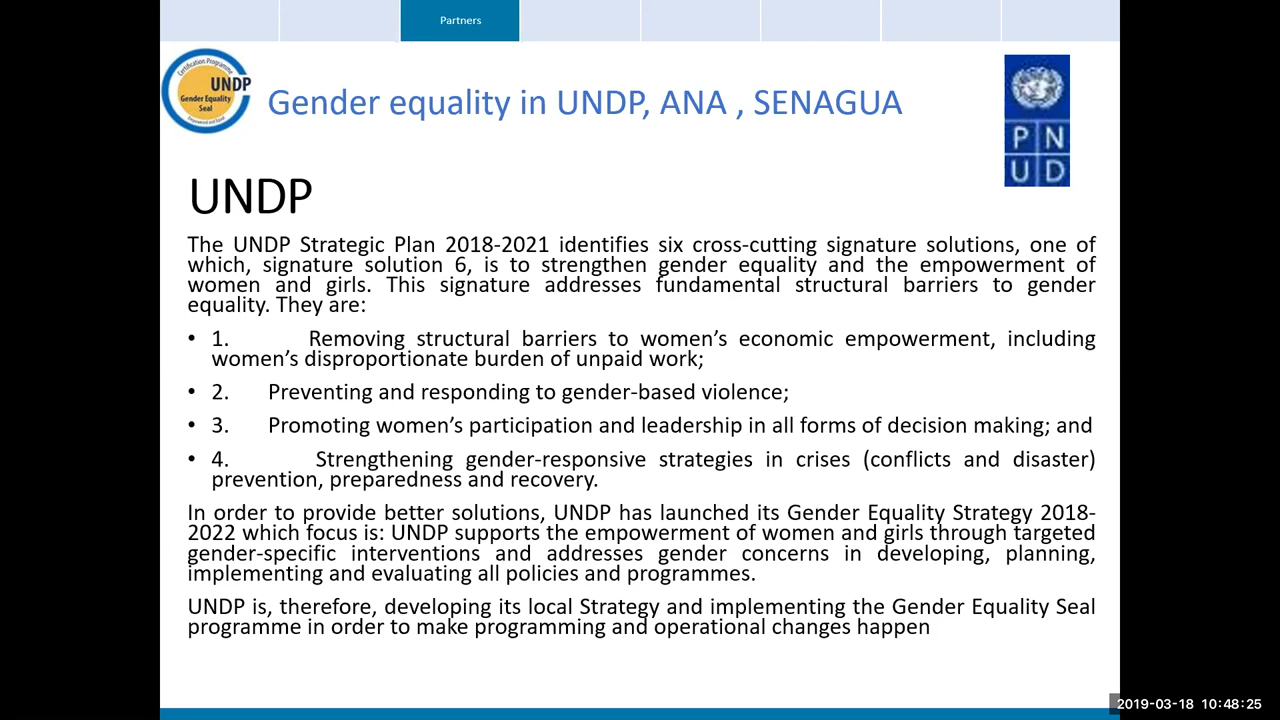 Partners
Certification Programme
UNDP
Gender Equality
Seal
Gender equality in UNDP, ANA , SENAGUA
P N
U D
UNDP
The UNDP Strategic Plan 2018-2021 identifies six cross-cutting signature solutions, one of
which, signature solution 6, is to strengthen gender equality and the empowerment of
women and girls. This signature addresses fundamental structural barriers to gender
equality. They are:
• 1. Removing structural barriers to women’s economic empowerment, including
women’s disproportionate burden of unpaid work;
• 2. Preventing and responding to gender-based violence;
• 3. Promoting women’s participation and leadership in all forms of decision making; and
• 4. Strengthening gender-responsive strategies in crises (conflicts and disaster)
prevention, preparedness and recovery.
In order to provide better solutions, UNDP has launched its Gender Equality Strategy 2018-
2022 which focus is: UNDP supports the empowerment of women and girls through targeted
gender-specific interventions and addresses gender concerns in developing, planning,
implementing and evaluating all policies and programmes.
UNDP is, therefore, developing its local Strategy and implementing the Gender Equality Seal
programme in order to make programming and operational changes happen
2019-03-18 10:48:25